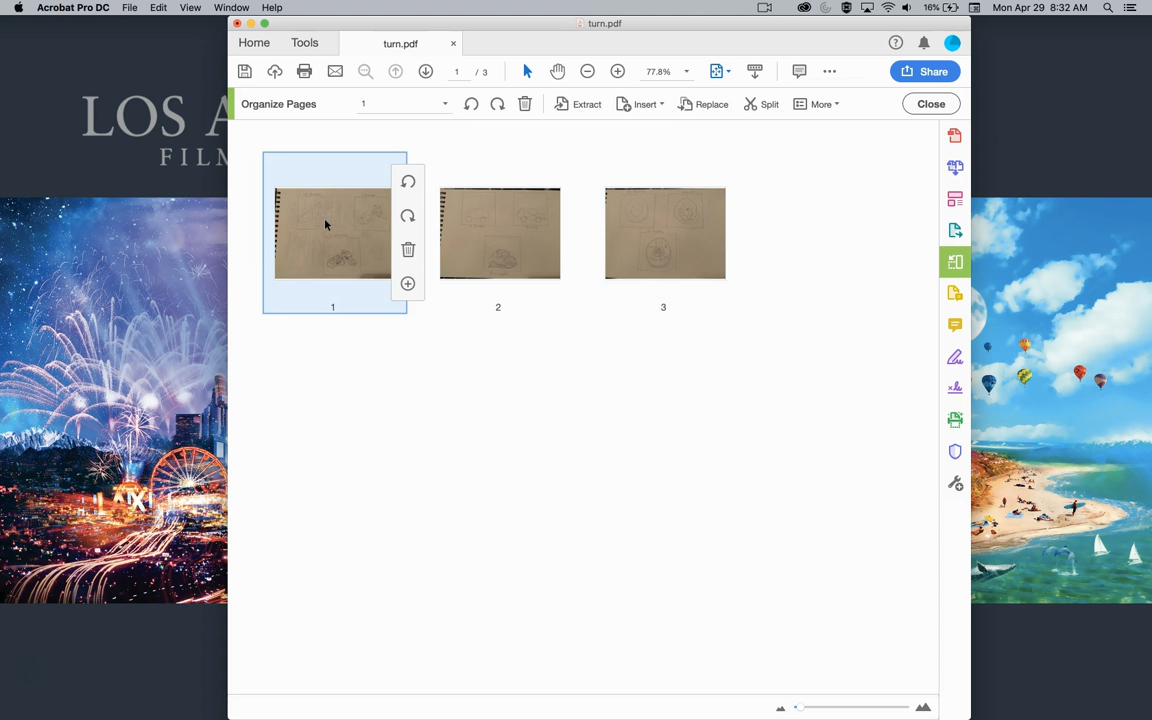 Acrobat Pro DC File Edit View Window Help 16% Mon Apr 29 8:32 AM
turn.pdf
Home Tools turn.pdf ×
1 / 3 77.8% Share
Organize Pages 1 Extract Insert Replace Split More Close
LOS A
FILM
1 2 3